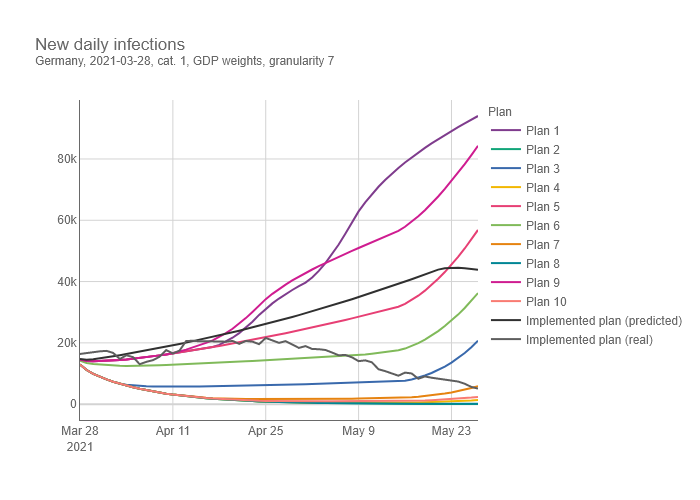 New daily infections
Germany, 2021-03-28, cat. 1, GDP weights, granularity 7
Plan
Plan 1
Plan 2
Plan 3
Plan 4
Plan 5
Plan 6
Plan 7
Plan 8
Plan 9
Plan 10
Implemented plan (predicted)
Implemented plan (real)
80k
60k
40k
20k
0
Mar 28 Apr 11 Apr 25 May 9 May 23
2021